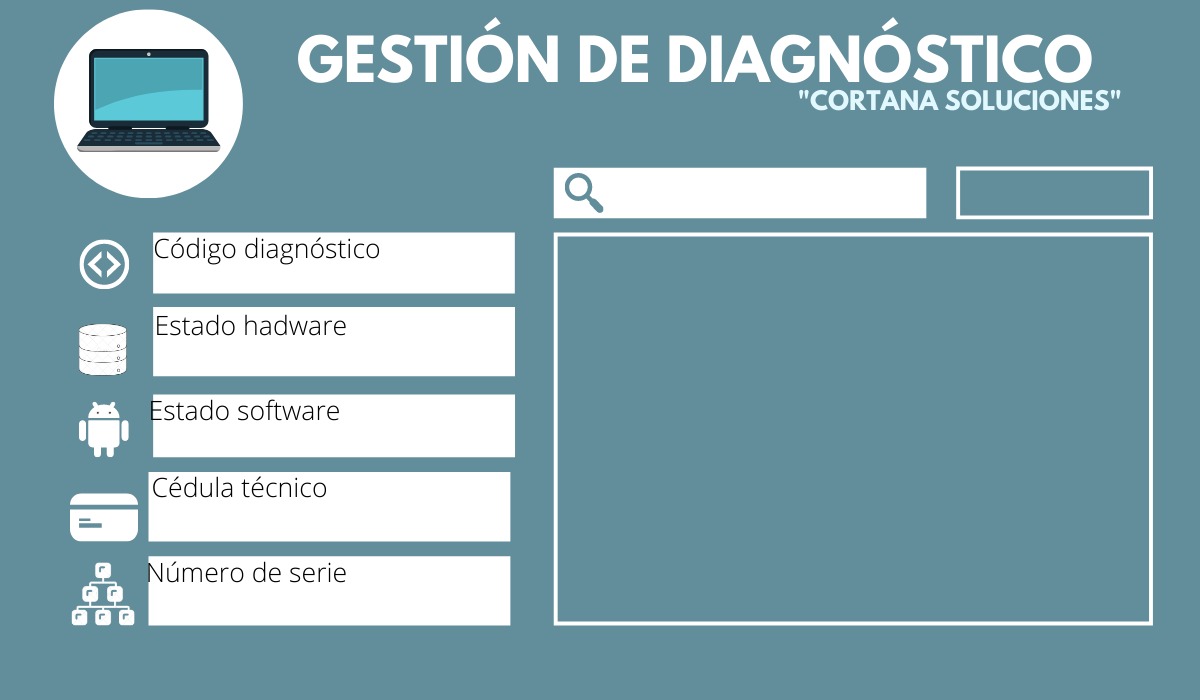 GESTIÓN DE DIAGNÓSTICO
"CORTANA SOLUCIONES"
Código diagnóstico
Estado hadware
Estado software
Cédula técnico
Número de serie